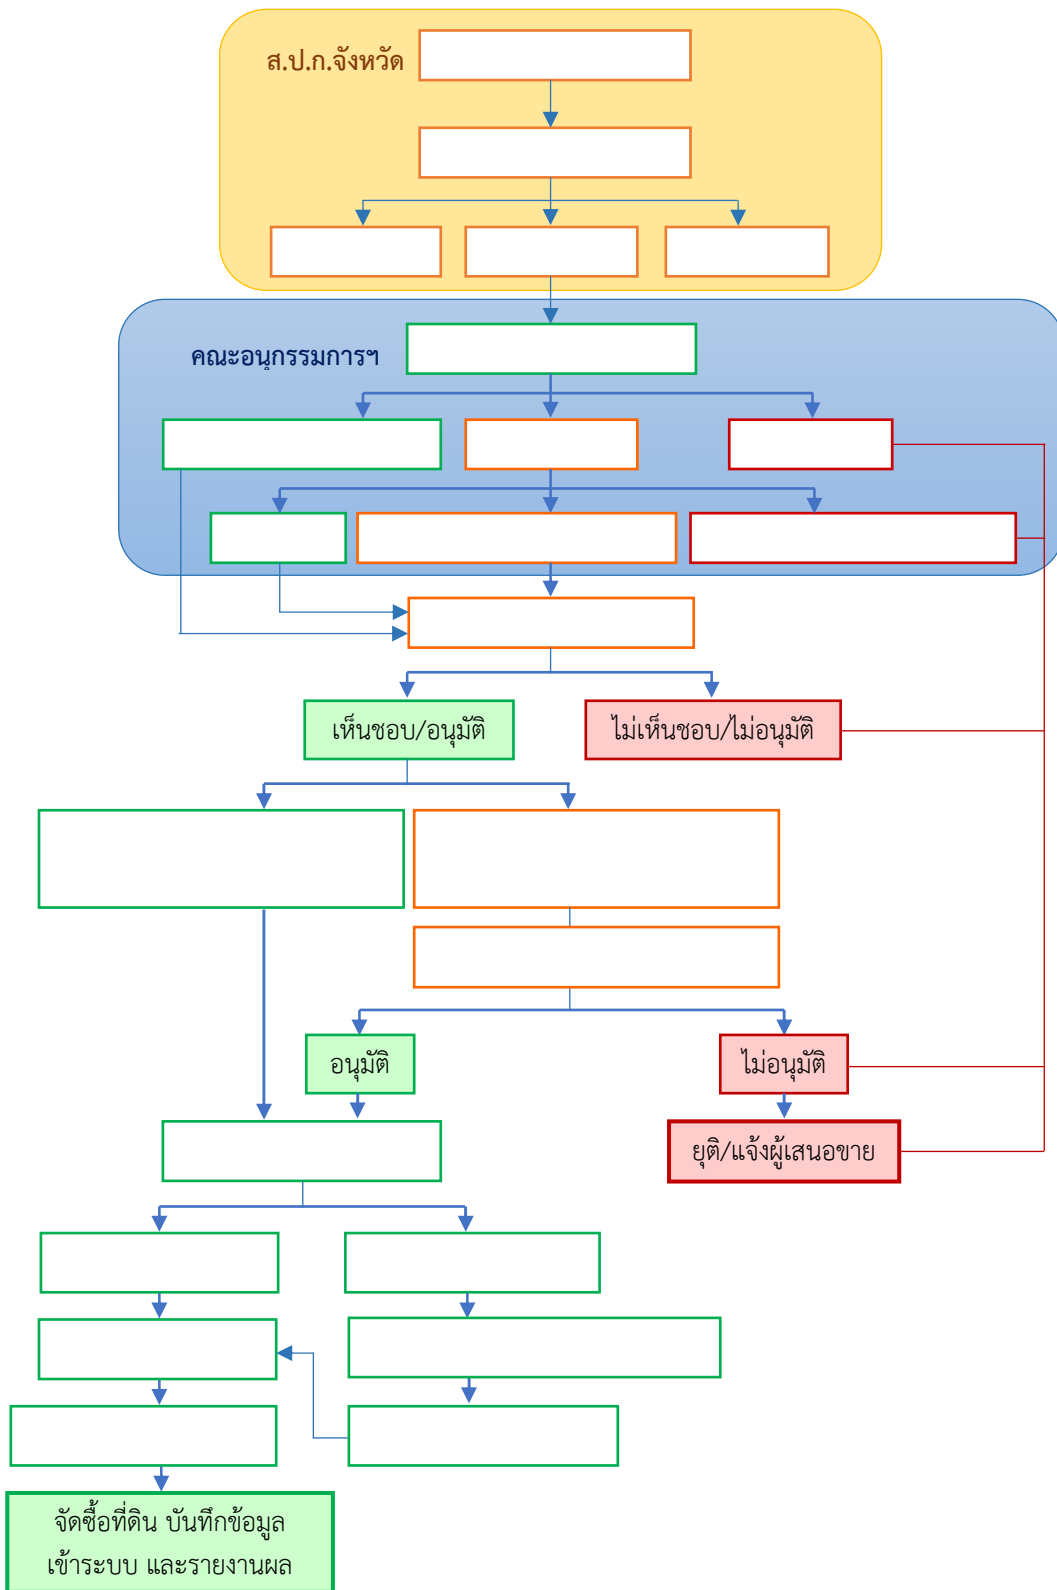 ส.ป.ก.จังหวัด
คณะอนุกรรมการฯ
เห็นชอบ/อนุมัติ
ไม่เห็นชอบ/ไม่อนุมัติ
อนุมัติ
ไม่อนุมัติ
ยุติ/แจ้งผู้เสนอขาย
จัดซื้อที่ดิน บันทึกข้อมูล
เข้าระบบ และรายงานผล